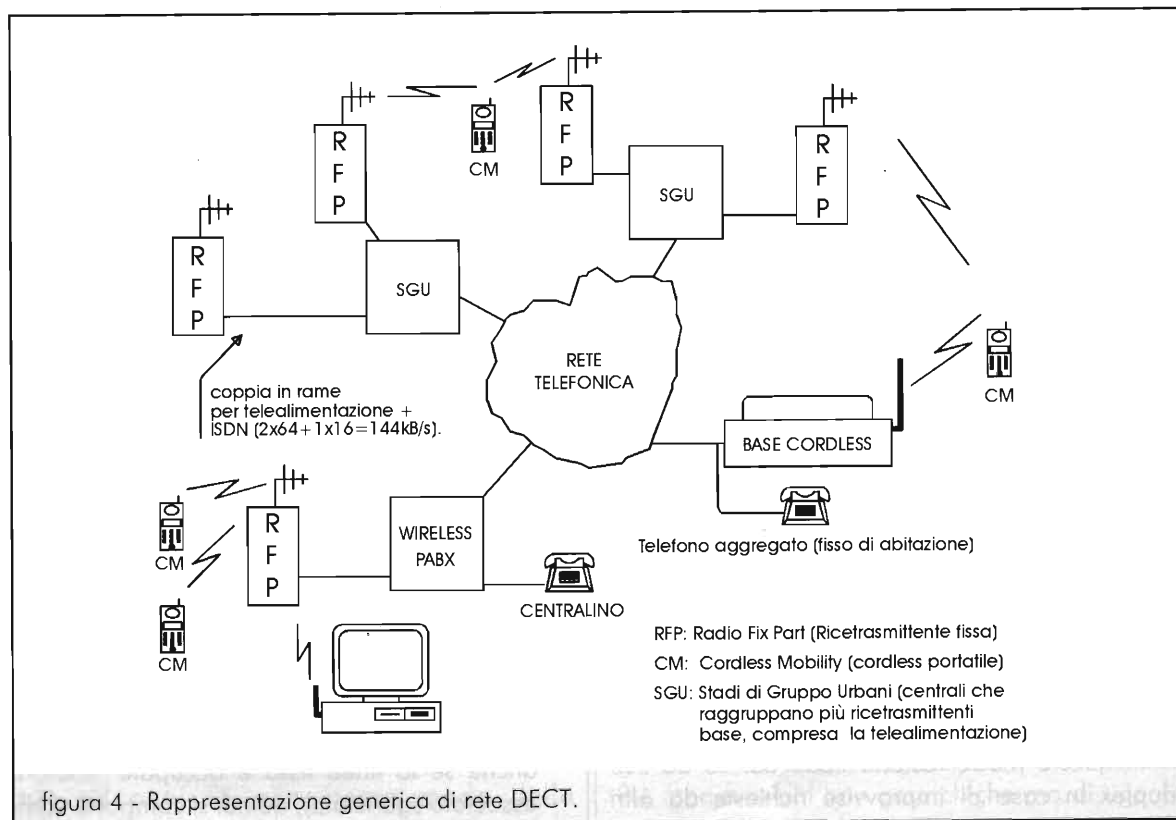 R
F
P
R
F
P
R
F
P
R
F
P
CM
SGU
SGU
RETE
TELEFONICA
CM
coppia in rame
per telealimentazione +
ISDN (2x64+1x16=144kB/s).
BASE CORDLESS
Telefono aggregato (fisso di abitazione)
CM
CM
R
F
P
WIRELESS
PABX
CENTRALINO
RFP: Radio Fix Part (Ricetrasmittente fissa)
CM: Cordless Mobility (cordless portatile)
SGU: Stadi di Gruppo Urbani (centrali che
raggruppano più ricetrasmittenti
base, compresa la telealimentazione)
figura 4 - Rappresentazione generica di rete DECT.